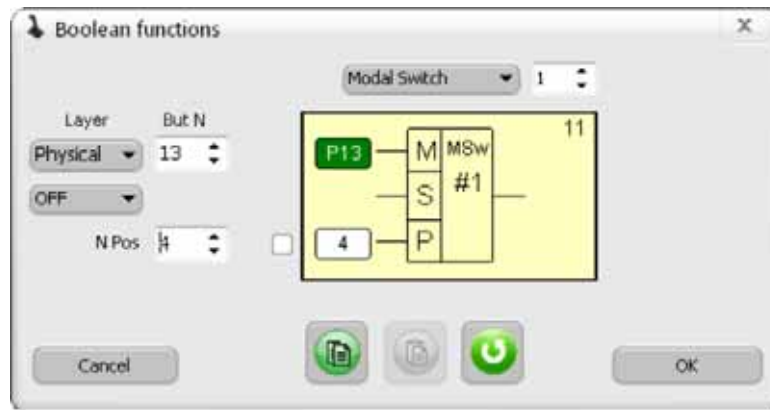 Boolean functions
Modal Switch 1
Layer But N
Physical 13
OFF
N Pos 4
11
P13 M MSw
S #1
4 P
Cancel OK